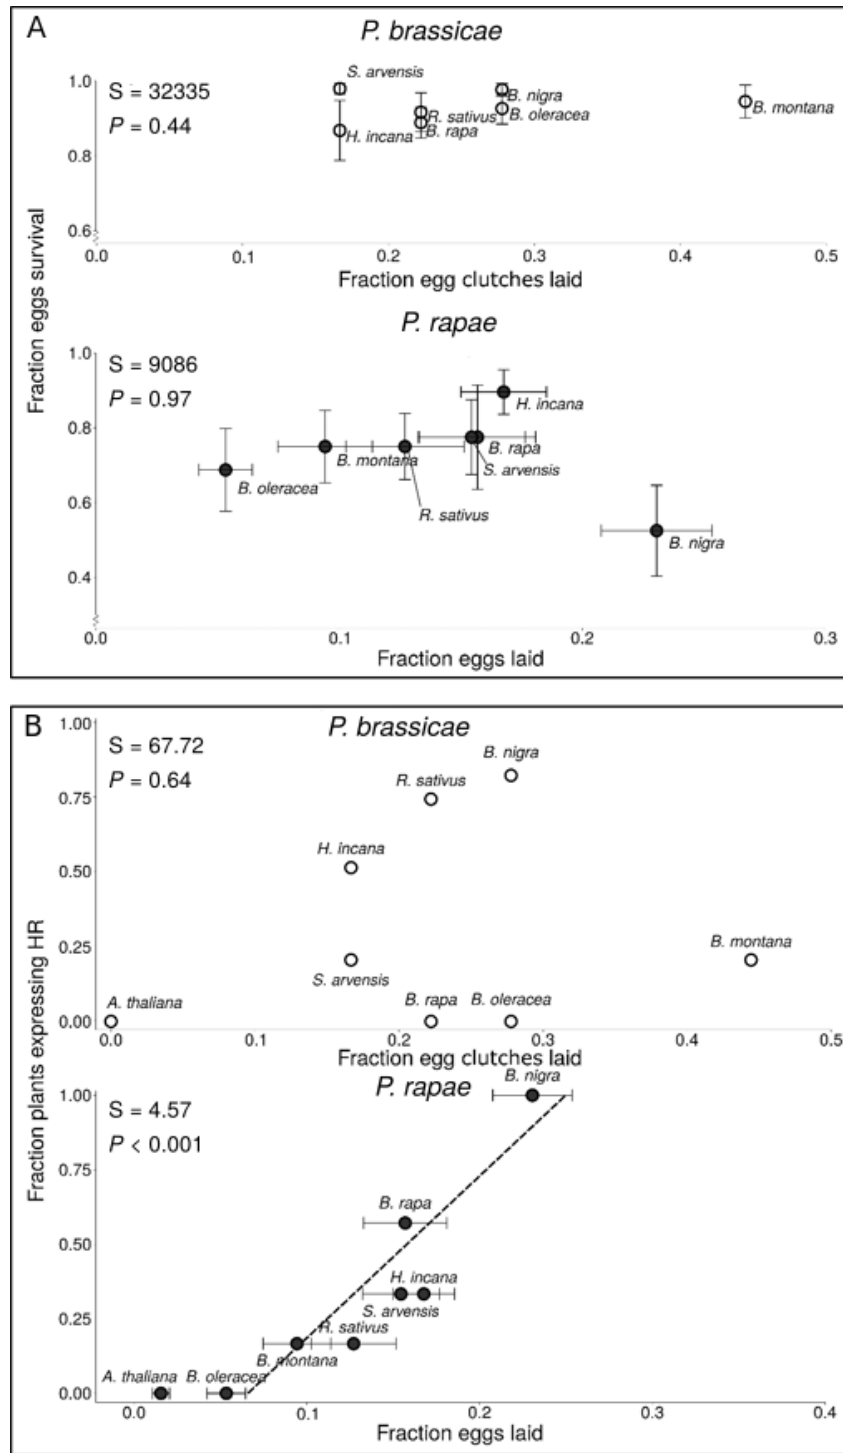 A
P. brassicae
S = 32335
P = 0.44
1.0
0.8
0.6
S. arvensis
B. nigra
B. montana
R. sativus
B. oleracea
H. incana
B. rapa
0.0 0.1 0.2 0.3 0.4 0.5
Fraction egg clutches laid
Fraction eggs survival
P. rapae
S = 9086
P = 0.97
1.0
0.8
0.6
0.4
H. incana
B. montana
B. rapa
S. arvensis
B. oleracea
R. sativus
B. nigra
0.0 0.1 0.2 0.3
Fraction eggs laid
B
P. brassicae
S = 67.72
P = 0.64
1.00
0.75
0.50
0.25
0.00
B. nigra
R. sativus
H. incana
B. montana
S. arvensis
A. thaliana
B. rapa
B. oleracea
0.0 0.1 0.2 0.3 0.4 0.5
Fraction egg clutches laid
Fraction plants expressing HR
P. rapae
S = 4.57
P < 0.001
1.00
0.75
0.50
0.25
0.00
B. nigra
B. rapa
H. incana
S. arvensis
R. sativus
B. montana
A. thaliana
B. oleracea
0.0 0.1 0.2 0.3 0.4
Fraction eggs laid